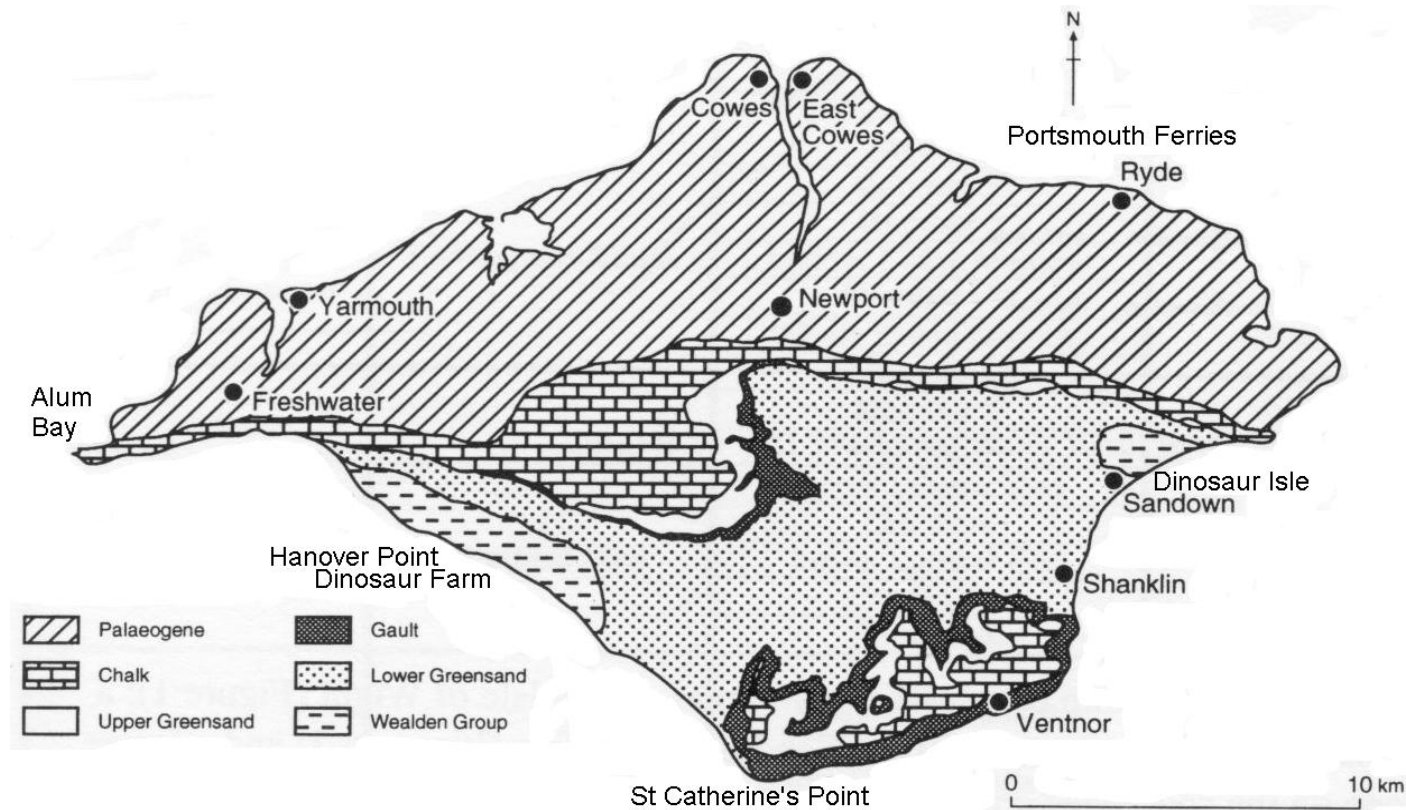 N
Cowes
East
Cowes
Portsmouth Ferries
Ryde
Yarmouth
Newport
Alum
Bay
Freshwater
Dinosaur Isle
Sandown
Hanover Point
Dinosaur Farm
Shanklin
Palaeogene
Gault
Chalk
Lower Greensand
Upper Greensand
Wealden Group
Ventnor
St Catherine's Point
0 10 km